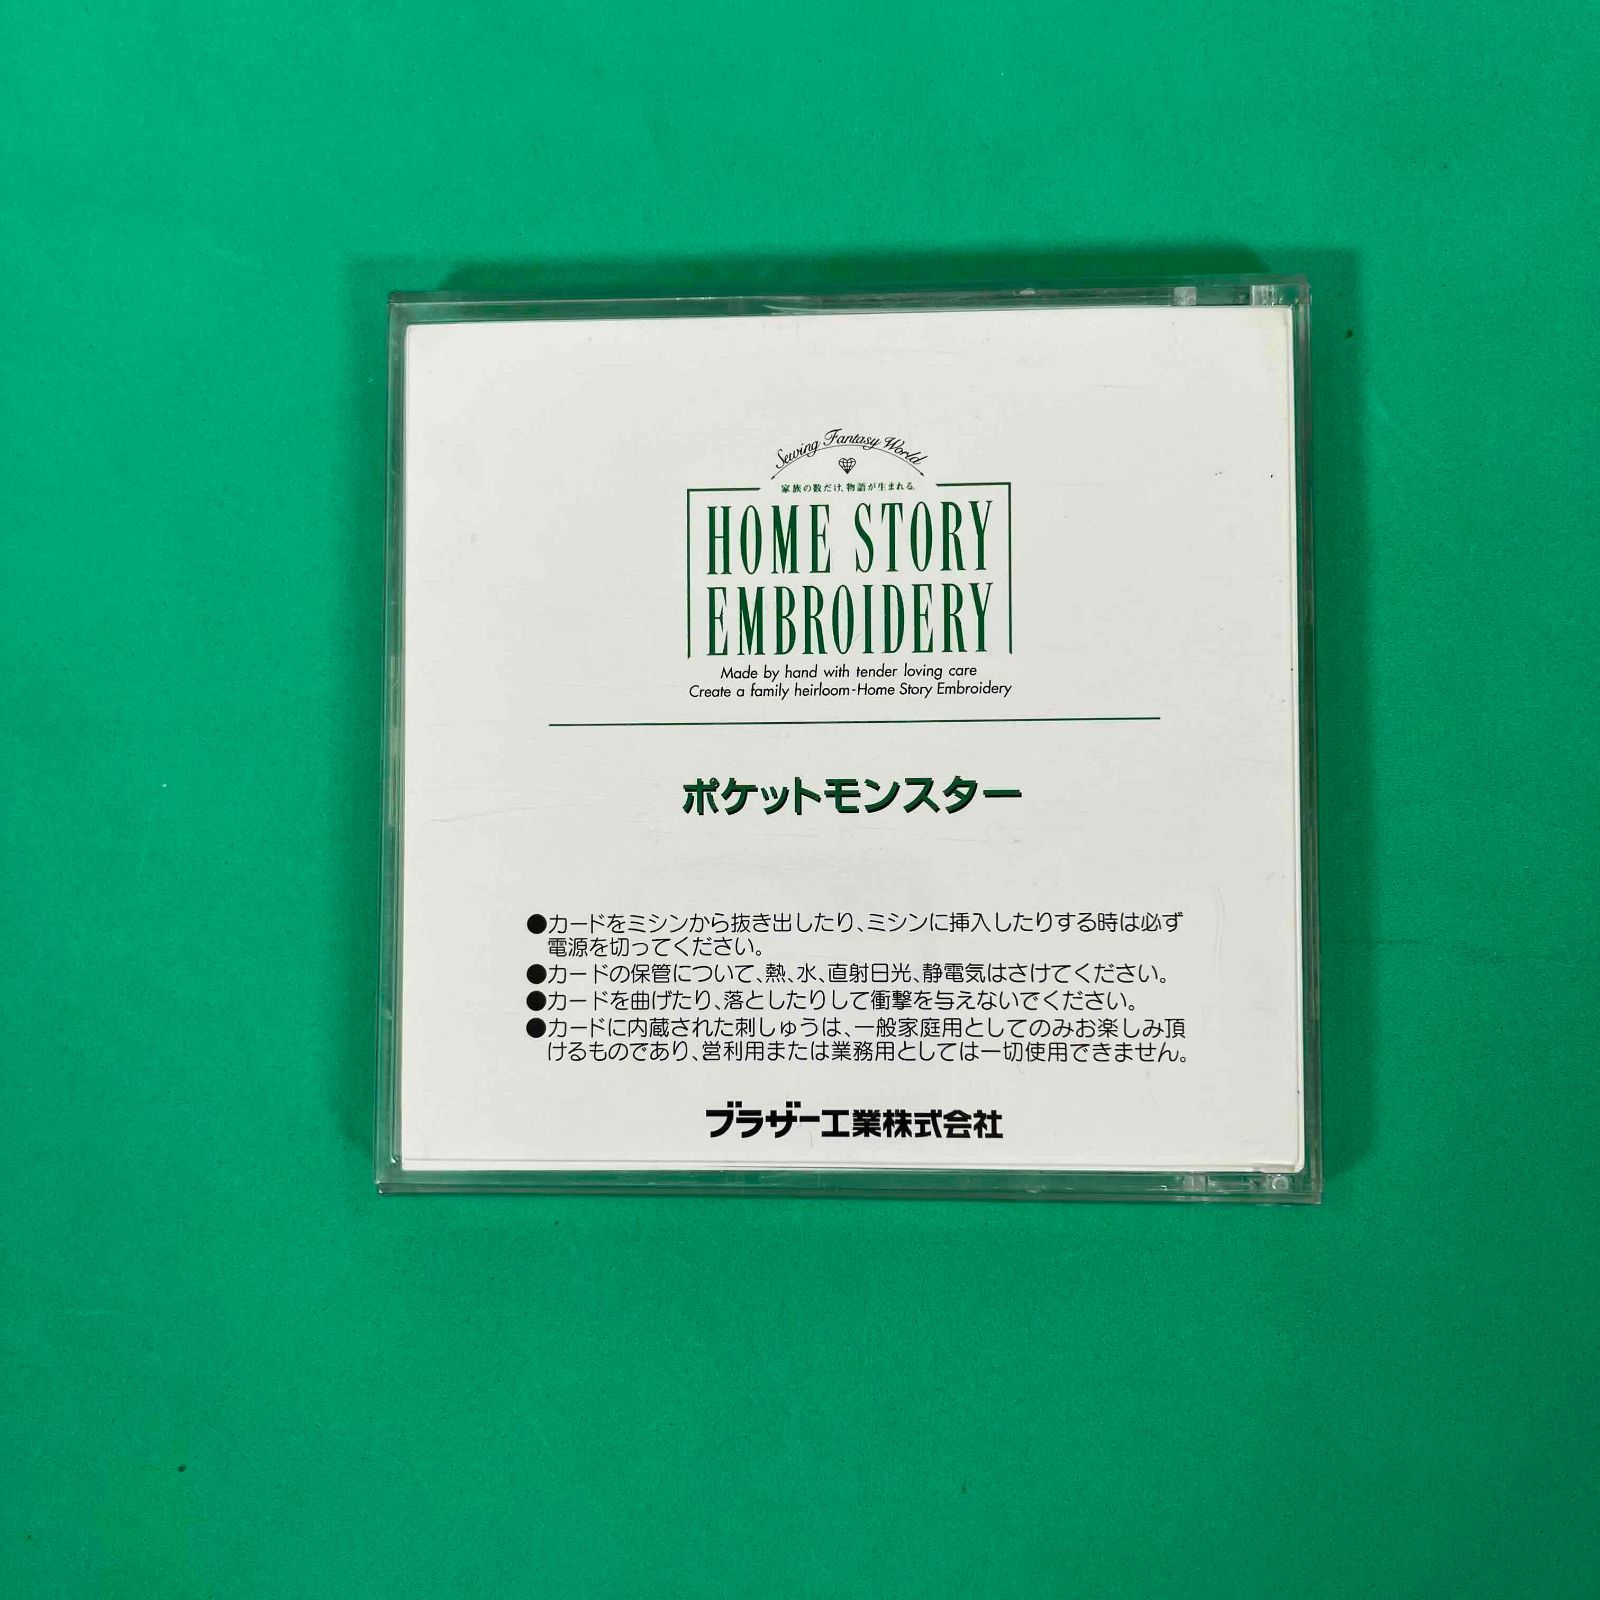 Sewing Fantasy World
家族の数だけ、物語が生まれる。
HOME STORY
EMBROIDERY
Made by hand with tender loving care
Create a family heirloom-Home Story Embroidery
ポケットモンスター
●カードをミシンから抜き出したり、ミシンに挿入したりする時は必ず
電源を切ってください。
●カードの保管について、熱、水、直射日光、静電気はさけてください。
●カードを曲げたり、落としたりして衝撃を与えないでください。
●カードに内蔵された刺しゅうは、一般家庭用としてのみお楽しみ頂
けるものであり、営利用または業務用としては一切使用できません。
ブラザー工業株式会社